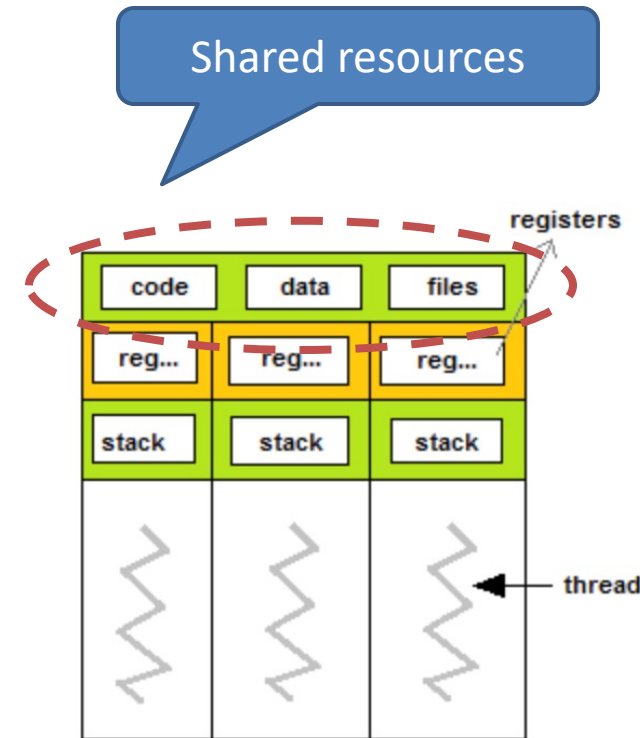 Shared resources
registers
code data files
reg... reg... reg...
stack stack stack
thread